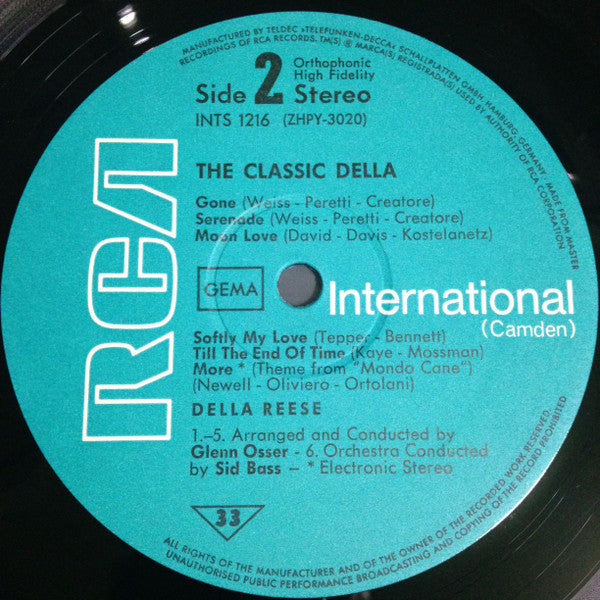 MANUFACTURED BY TELDEC »TELEFUNKEN-DECCA« SCHALLPLATTEN GMBH, HAMBURG, GERMANY - MADE FROM MASTER
RECORDINGS OF RCA RECORDS. TM(S) ® MARCA(S) REGISTRADA(S) USED BY AUTHORITY OF RCA CORPORATION
Side 2 Orthophonic
High Fidelity
Stereo
INTS 1216 (ZHPY-3020)
THE CLASSIC DELLA
Gone (Weiss - Peretti - Creatore)
Serenade (Weiss - Peretti - Creatore)
Moon Love (David - Davis - Kostelanetz)
RCA
GEMA
International
(Camden)
Softly My Love (Tepper - Bennett)
Till The End Of Time (Kaye - Mossman)
More * (Theme from "Mondo Cane")
(Newell - Oliviero - Ortolani)
DELLA REESE
1.–5. Arranged and Conducted by
Glenn Osser - 6. Orchestra Conducted
by Sid Bass – * Electronic Stereo
33
ALL RIGHTS OF THE MANUFACTURER AND OF THE OWNER OF THE RECORDED WORK RESERVED.
UNAUTHORISED PUBLIC PERFORMANCE BROADCASTING AND COPYING OF THE RECORD PROHIBITED